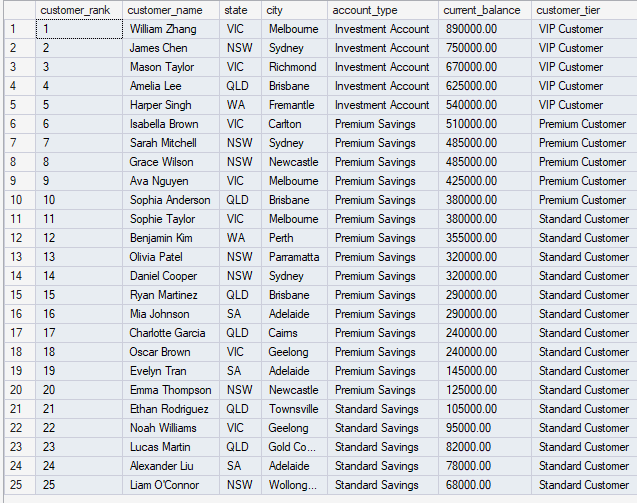 customer_rank customer_name state city account_type current_balance customer_tier
1 1 William Zhang VIC Melbourne Investment Account 890000.00 VIP Customer
2 2 James Chen NSW Sydney Investment Account 750000.00 VIP Customer
3 3 Mason Taylor VIC Richmond Investment Account 670000.00 VIP Customer
4 4 Amelia Lee QLD Brisbane Investment Account 625000.00 VIP Customer
5 5 Harper Singh WA Fremantle Investment Account 540000.00 VIP Customer
6 6 Isabella Brown VIC Carlton Premium Savings 510000.00 Premium Customer
7 7 Sarah Mitchell NSW Sydney Premium Savings 485000.00 Premium Customer
8 8 Grace Wilson NSW Newcastle Premium Savings 485000.00 Premium Customer
9 9 Ava Nguyen VIC Melbourne Premium Savings 425000.00 Premium Customer
10 10 Sophia Anderson QLD Brisbane Premium Savings 380000.00 Premium Customer
11 11 Sophie Taylor VIC Melbourne Premium Savings 380000.00 Standard Customer
12 12 Benjamin Kim WA Perth Premium Savings 355000.00 Standard Customer
13 13 Olivia Patel NSW Parramatta Premium Savings 320000.00 Standard Customer
14 14 Daniel Cooper NSW Sydney Premium Savings 320000.00 Standard Customer
15 15 Ryan Martinez QLD Brisbane Premium Savings 290000.00 Standard Customer
16 16 Mia Johnson SA Adelaide Premium Savings 290000.00 Standard Customer
17 17 Charlotte Garcia QLD Cairns Premium Savings 240000.00 Standard Customer
18 18 Oscar Brown VIC Geelong Premium Savings 240000.00 Standard Customer
19 19 Evelyn Tran SA Adelaide Premium Savings 145000.00 Standard Customer
20 20 Emma Thompson NSW Newcastle Premium Savings 125000.00 Standard Customer
21 21 Ethan Rodriguez QLD Townsville Standard Savings 105000.00 Standard Customer
22 22 Noah Williams VIC Geelong Standard Savings 95000.00 Standard Customer
23 23 Lucas Martin QLD Gold Co... Standard Savings 82000.00 Standard Customer
24 24 Alexander Liu SA Adelaide Standard Savings 78000.00 Standard Customer
25 25 Liam O'Connor NSW Wollong... Standard Savings 68000.00 Standard Customer